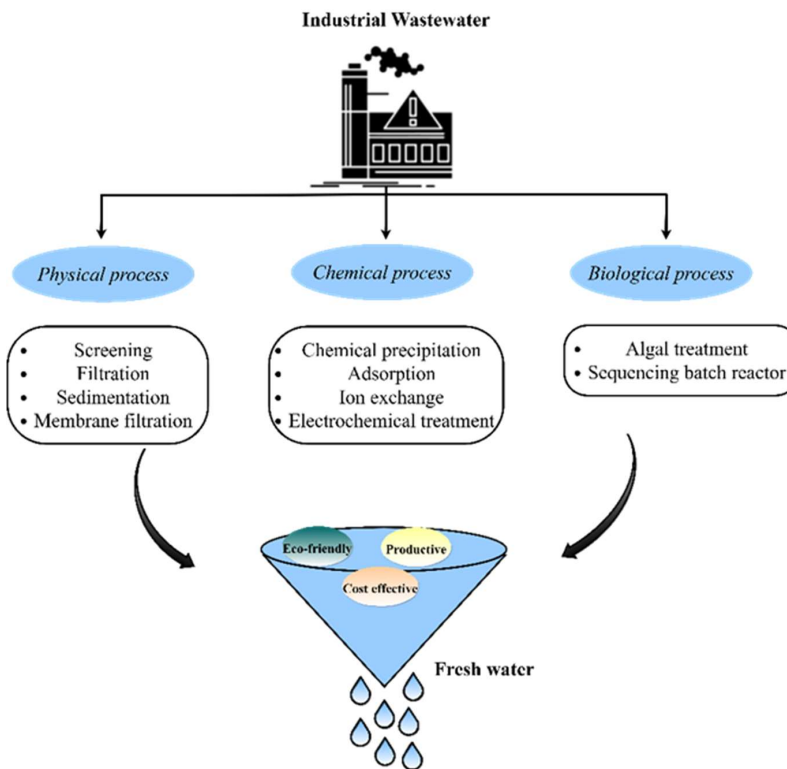 Industrial Wastewater
Physical process
Chemical process
Biological process
• Screening
• Filtration
• Sedimentation
• Membrane filtration
• Chemical precipitation
• Adsorption
• Ion exchange
• Electrochemical treatment
• Algal treatment
• Sequencing batch reactor
Eco-friendly
Productive
Cost effective
Fresh water